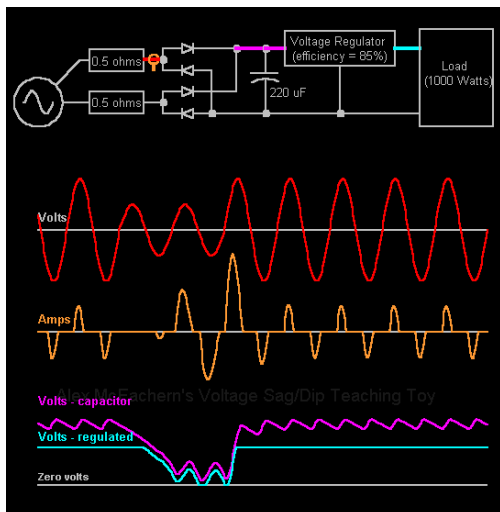 Voltage Regulator
(efficiency = 85%)
0.5 ohms
Load
(1000 Watts)
0.5 ohms
220 uF
Volts
Amps
Alex McEachern's Voltage Sag/Dip Teaching Toy
Volts - capacitor
Volts - regulated
Zero volts